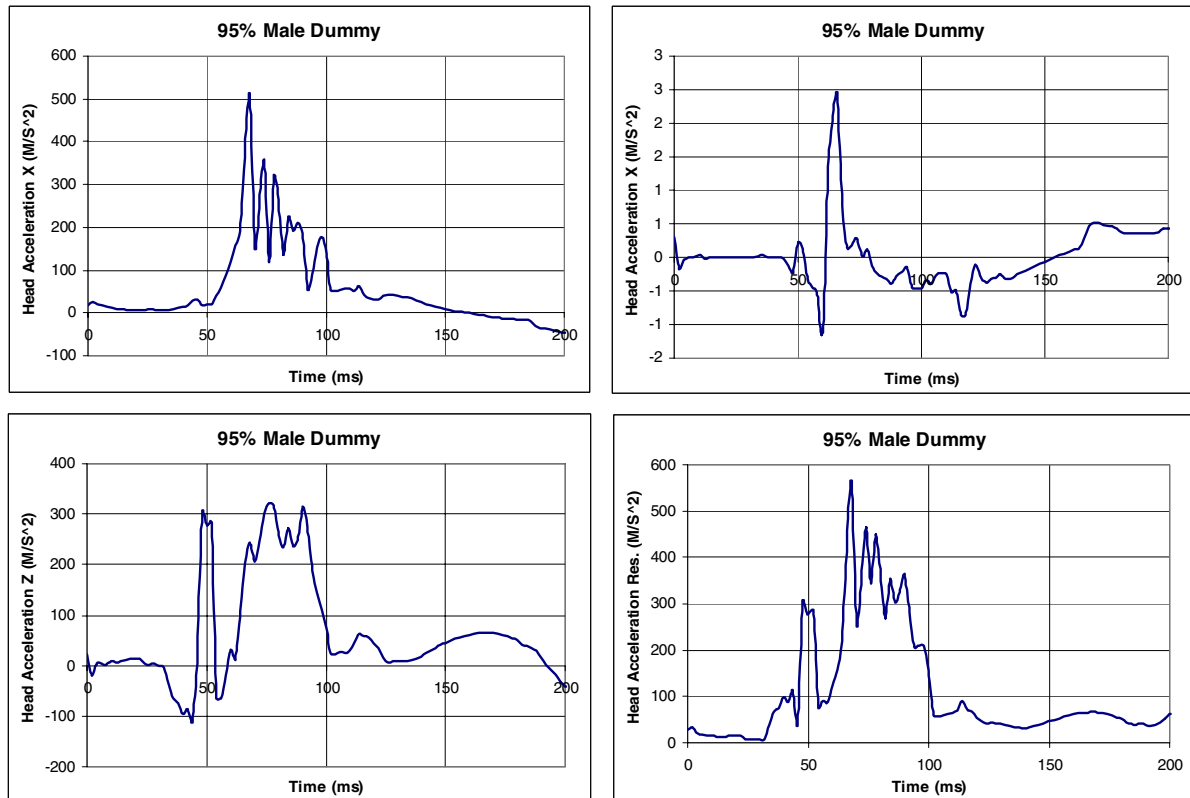 95% Male Dummy
Head Acceleration X (M/S^2)
600
500
400
300
200
100
0
-100
0 50 100 150 200
Time (ms)
95% Male Dummy
Head Acceleration X (M/S^2)
3
3
2
2
1
1
0
-1
-1
-2
0 50 100 150 200
Time (ms)
95% Male Dummy
Head Acceleration Z (M/S^2)
400
300
200
100
0
-100
-200
0 50 100 150 200
Time (ms)
95% Male Dummy
Head Acceleration Res. (M/S^2)
600
500
400
300
200
100
0
0 50 100 150 200
Time (ms)